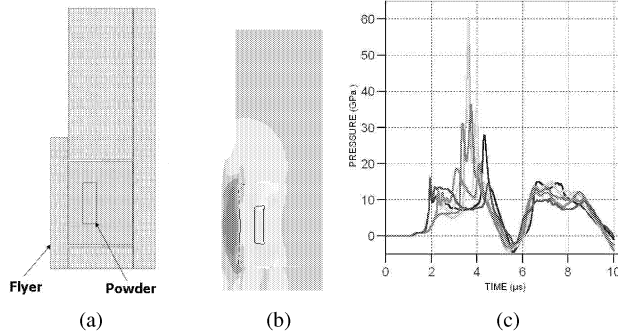 Flyer
Powder
(a)
(b)
PRESSURE (GPa)
60
50
40
30
20
10
0
0 2 4 6 8 10
TIME (µs)
(c)